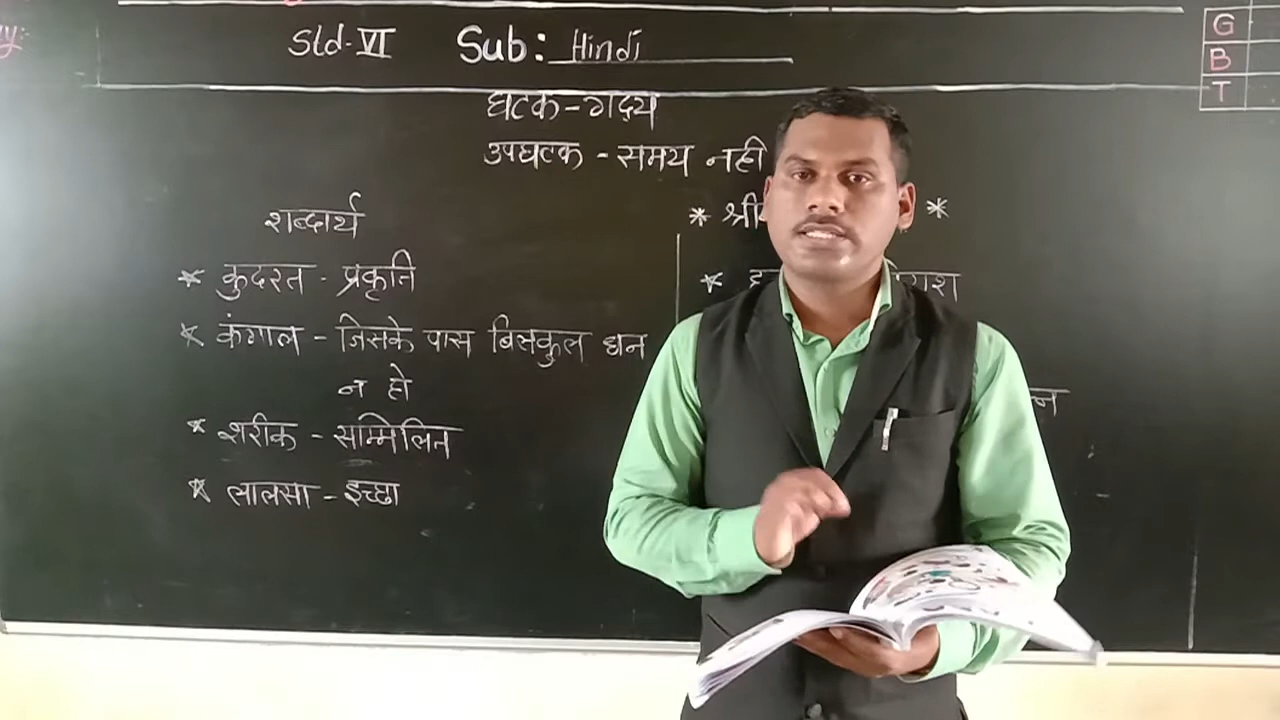 Std-VI Sub: Hindi
G
B
T
घटक-गद्य
उपघटक - समय नही
शब्दार्थ
* कुदरत - प्रकृति
* कंगाल - जिसके पास बिलकुल धन
न हो
* शरीक - सम्मिलित
* लालसा - इच्छा